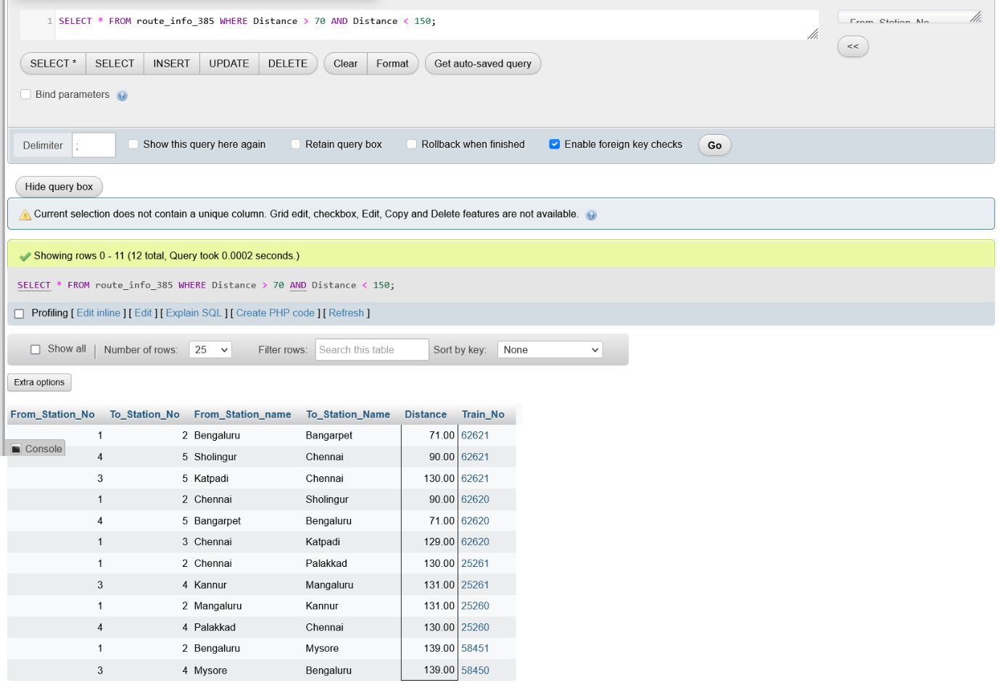 1 SELECT * FROM route_info_385 WHERE Distance > 70 AND Distance < 150;
From_Station_No
<<
SELECT * SELECT INSERT UPDATE DELETE Clear Format Get auto-saved query
Bind parameters
Delimiter ; Show this query here again Retain query box Rollback when finished Enable foreign key checks Go
Hide query box
Current selection does not contain a unique column. Grid edit, checkbox, Edit, Copy and Delete features are not available.
Showing rows 0 - 11 (12 total, Query took 0.0002 seconds.)
SELECT * FROM route_info_385 WHERE Distance > 70 AND Distance < 150;
Profiling [ Edit inline ] [ Edit ] [ Explain SQL ] [ Create PHP code ] [ Refresh ]
Show all | Number of rows: 25 Filter rows: Search this table Sort by key: None
Extra options
From_Station_No To_Station_No From_Station_name To_Station_Name Distance Train_No
1 2 Bengaluru Bangarpet 71.00 62621
Console
4 5 Sholingur Chennai 90.00 62621
3 5 Katpadi Chennai 130.00 62621
1 2 Chennai Sholingur 90.00 62620
4 5 Bangarpet Bengaluru 71.00 62620
1 3 Chennai Katpadi 129.00 62620
1 2 Chennai Palakkad 130.00 25261
3 4 Kannur Mangaluru 131.00 25261
1 2 Mangaluru Kannur 131.00 25260
4 4 Palakkad Chennai 130.00 25260
1 2 Bengaluru Mysore 139.00 58451
3 4 Mysore Bengaluru 139.00 58450